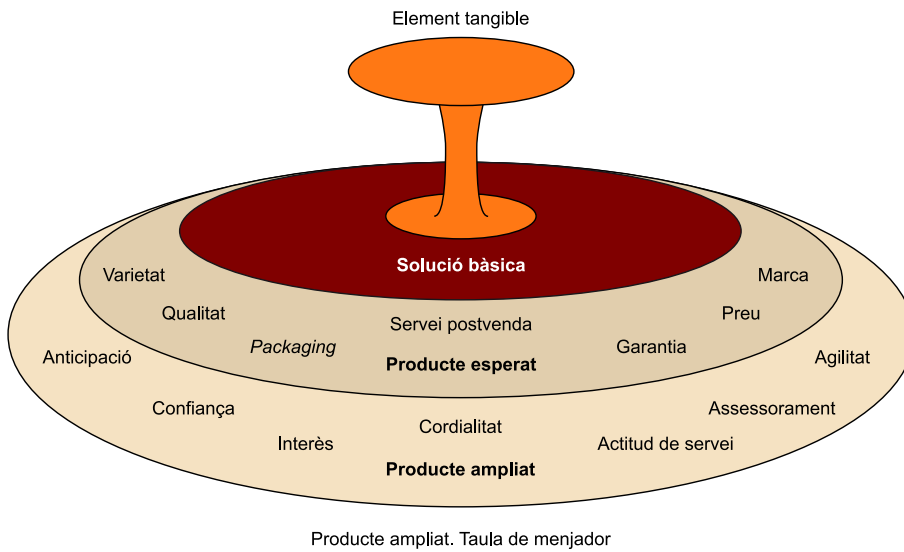 Element tangible
Solució bàsica
Varietat
Marca
Qualitat
Servei postvenda
Preu
Packaging
Garantia
Producte esperat
Anticipació
Agilitat
Confiança
Assessorament
Cordialitat
Interès
Actitud de servei
Producte ampliat
Producte ampliat. Taula de menjador